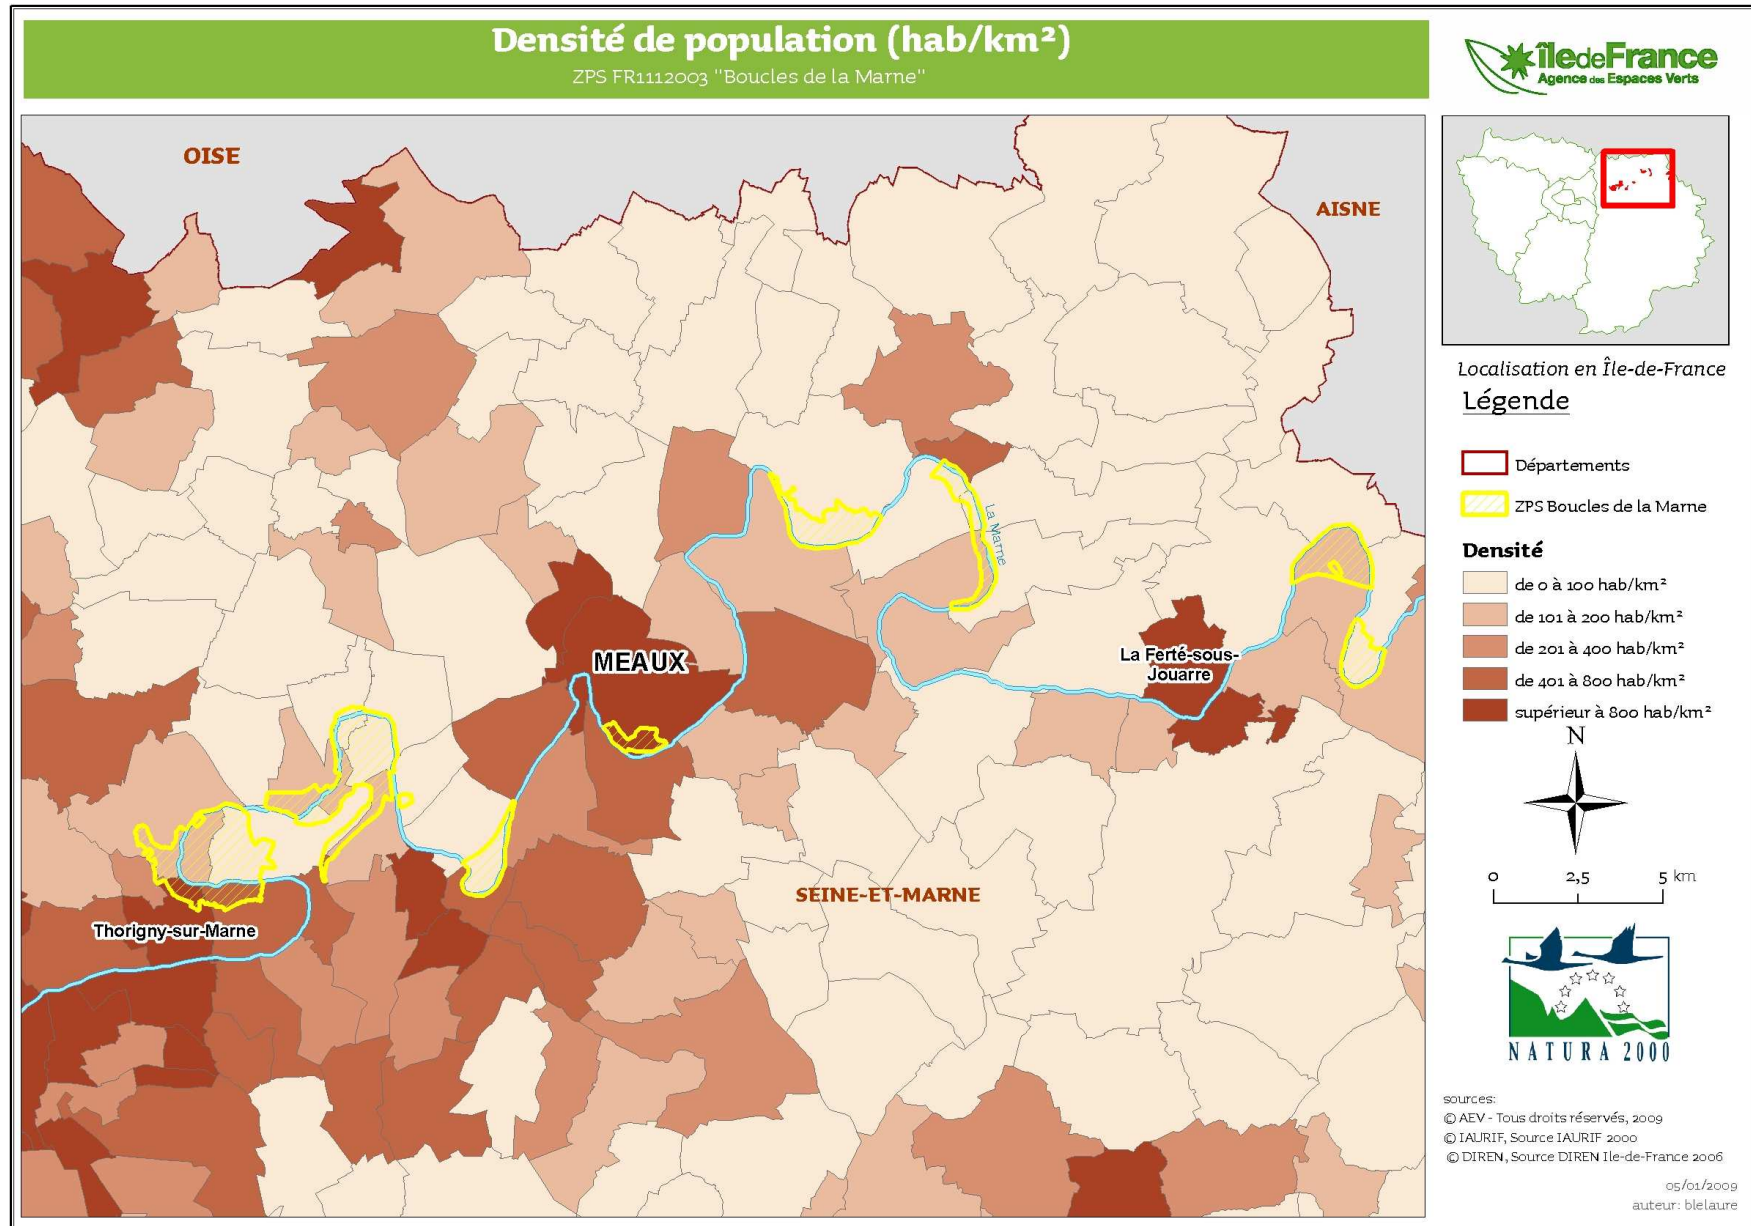 Densité de population (hab/km²)
ZPS FR1112003 "Boucles de la Marne"
îledeFrance
Agence des Espaces Verts
OISE
AISNE
La Marne
MEAUX
La Ferté-sous-
Jouarre
SEINE-ET-MARNE
Thorigny-sur-Marne
Localisation en Île-de-France
Légende
Départements
ZPS Boucles de la Marne
Densité
de 0 à 100 hab/km²
de 101 à 200 hab/km²
de 201 à 400 hab/km²
de 401 à 800 hab/km²
supérieur à 800 hab/km²
N
0 2,5 5 km
NATURA 2000
sources:
© AEV - Tous droits réservés, 2009
© IAURIF, Source IAURIF 2000
© DIREN, Source DIREN Ile-de-France 2006
05/01/2009
auteur: blelaure